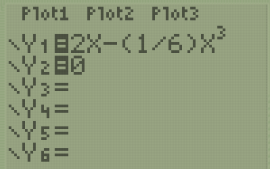 Plot1 Plot2 Plot3
\Y₁=2X-(1/6)X³
\Y₂=0
\Y₃=
\Y₄=
\Y₅=
\Y₆=